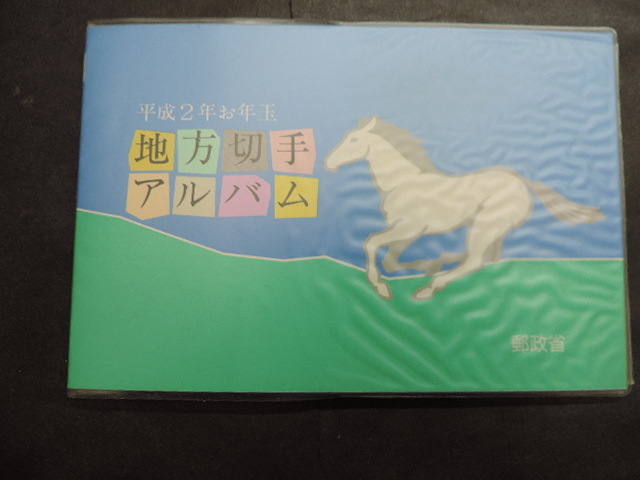 平成2年お年玉
地方切手
アルバム
郵政省